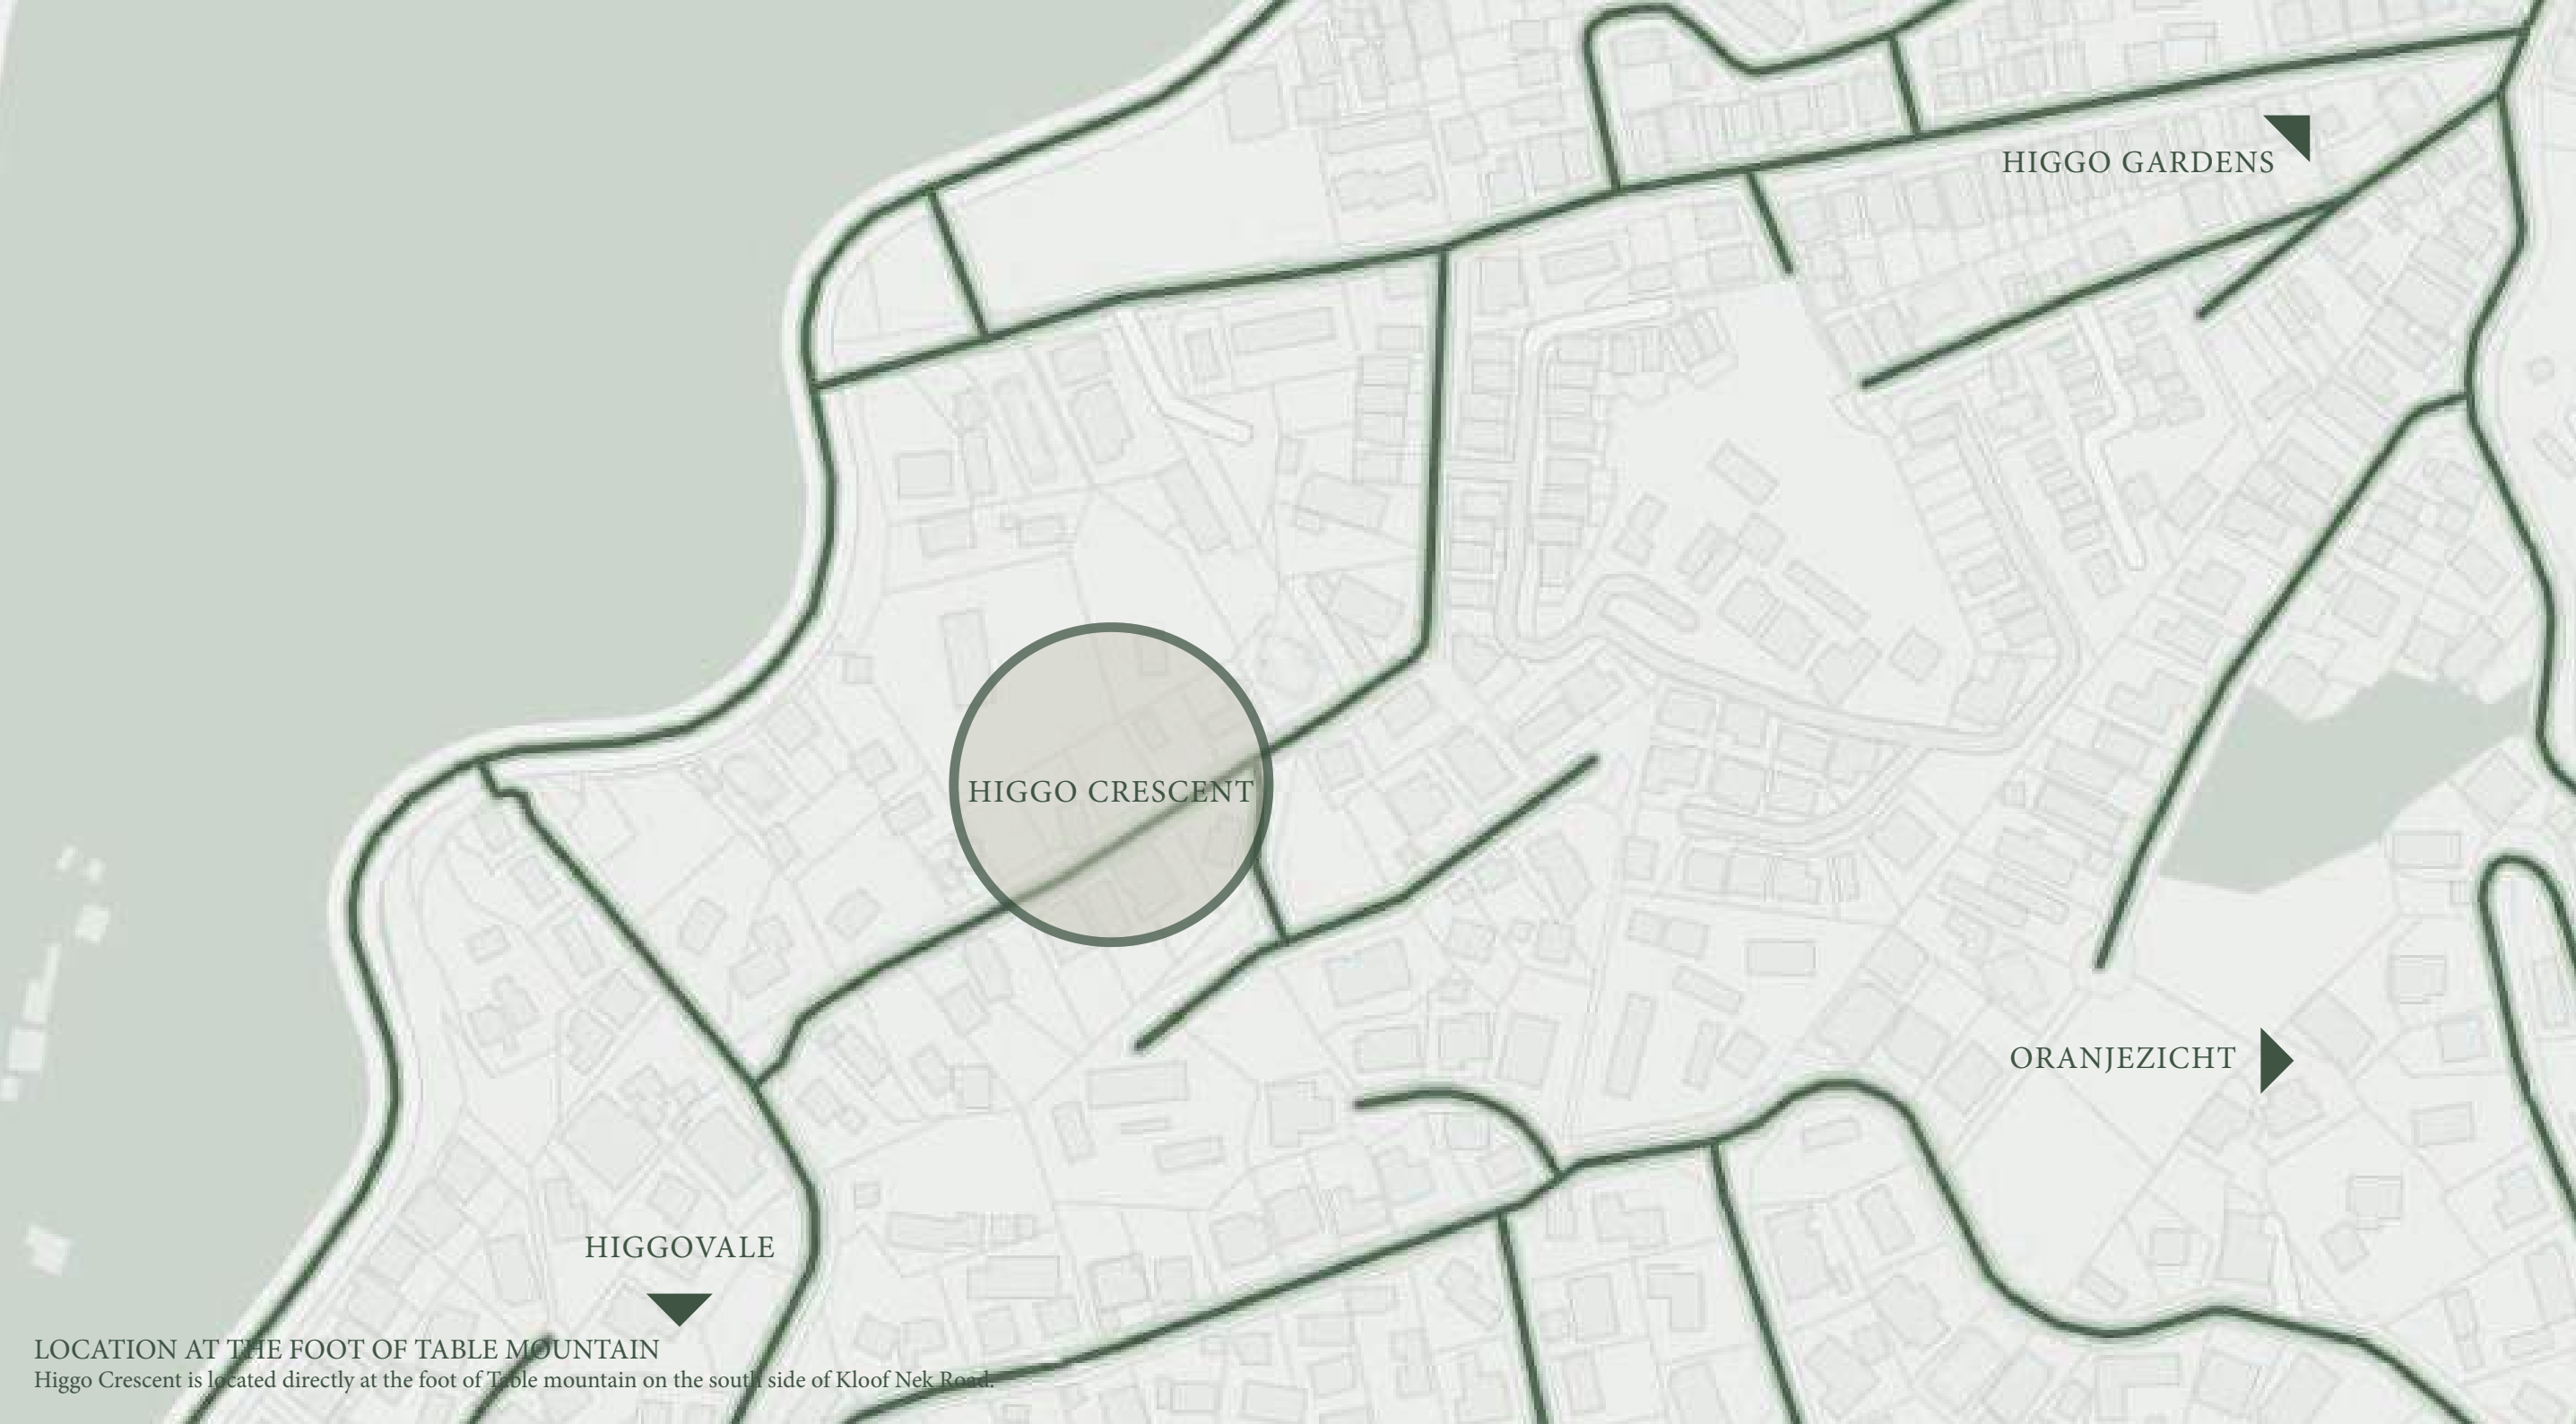 HIGGO GARDENS
HIGGO CRESCENT
ORANJEZICHT
HIGGOVALE
LOCATION AT THE FOOT OF TABLE MOUNTAIN
Higgo Crescent is located directly at the foot of Table mountain on the south side of Kloof Nek Road.